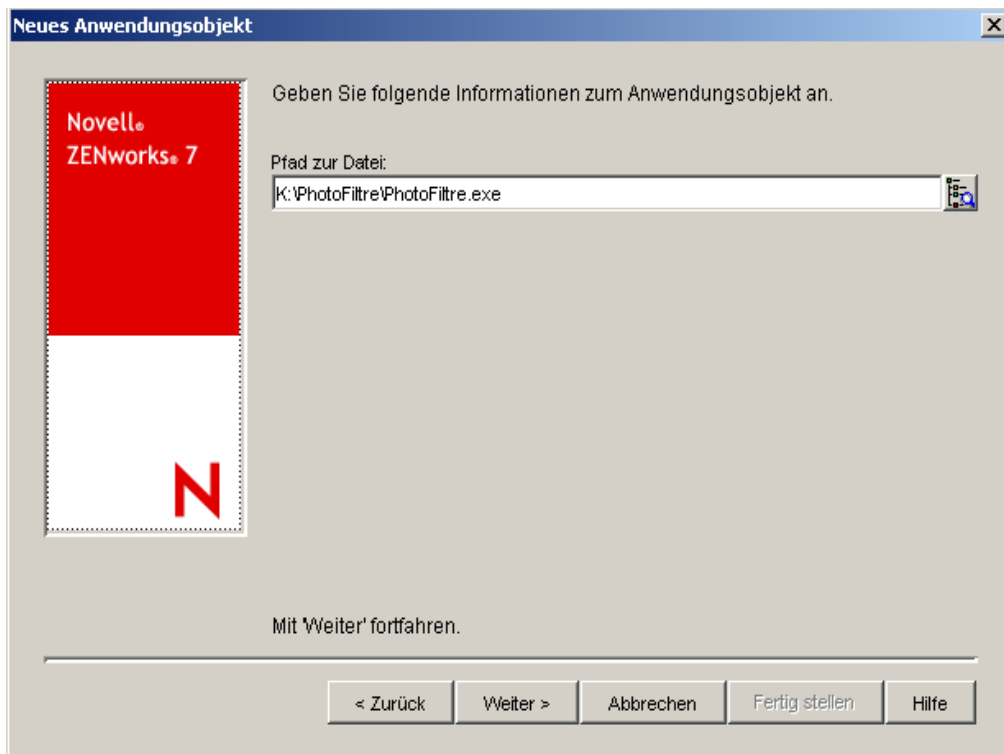 Neues Anwendungsobjekt
Novell®
ZENworks® 7
Geben Sie folgende Informationen zum Anwendungsobjekt an.
Pfad zur Datei:
K:\PhotoFiltre\PhotoFiltre.exe
N
Mit 'Weiter' fortfahren.
< Zurück
Weiter >
Abbrechen
Fertig stellen
Hilfe